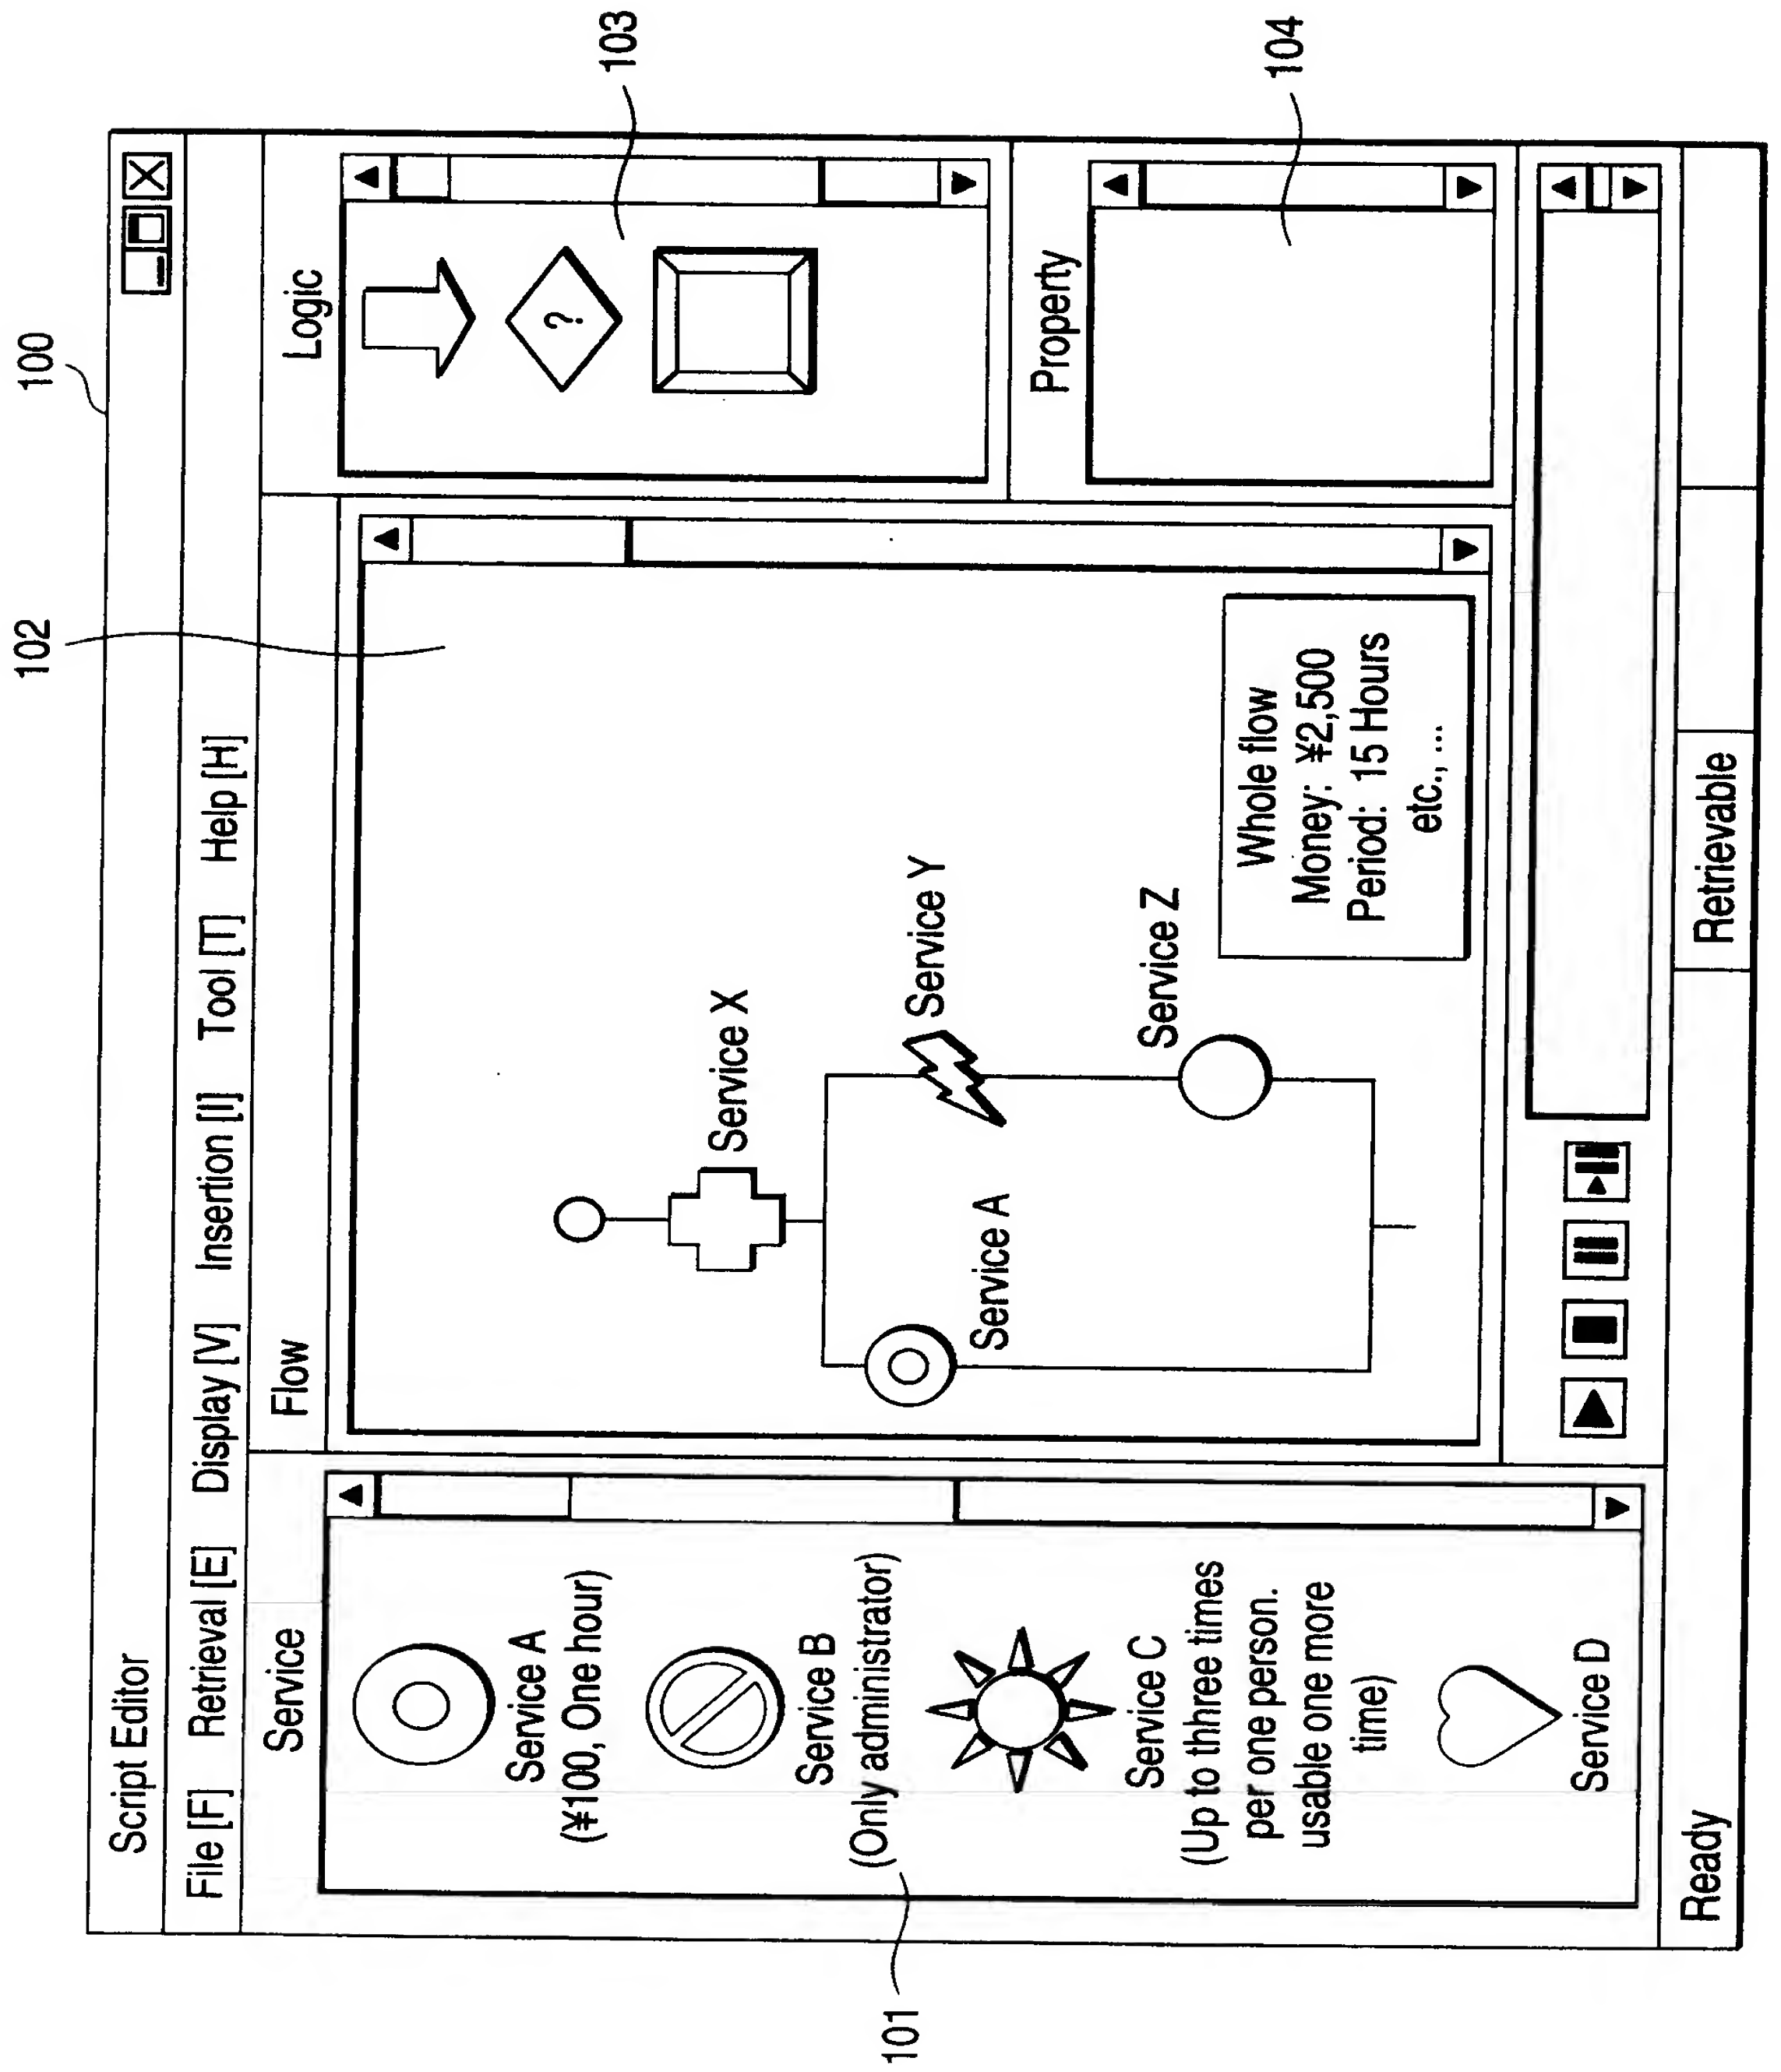 100
Script Editor
File [F] Retrieval [E] Display [V] Insertion [I] Tool [T] Help [H]
102
Service
Service A
(¥100, One hour)
Service B
(Only administrator)
Service C
(Up to thhree times
per one person.
usable one more
time)
Service D
101
Flow
Service X
Service A
Service Y
Service Z
Whole flow
Money: ¥2,500
Period: 15 Hours
etc., ...
Logic
?
103
Property
104
Ready
Retrievable